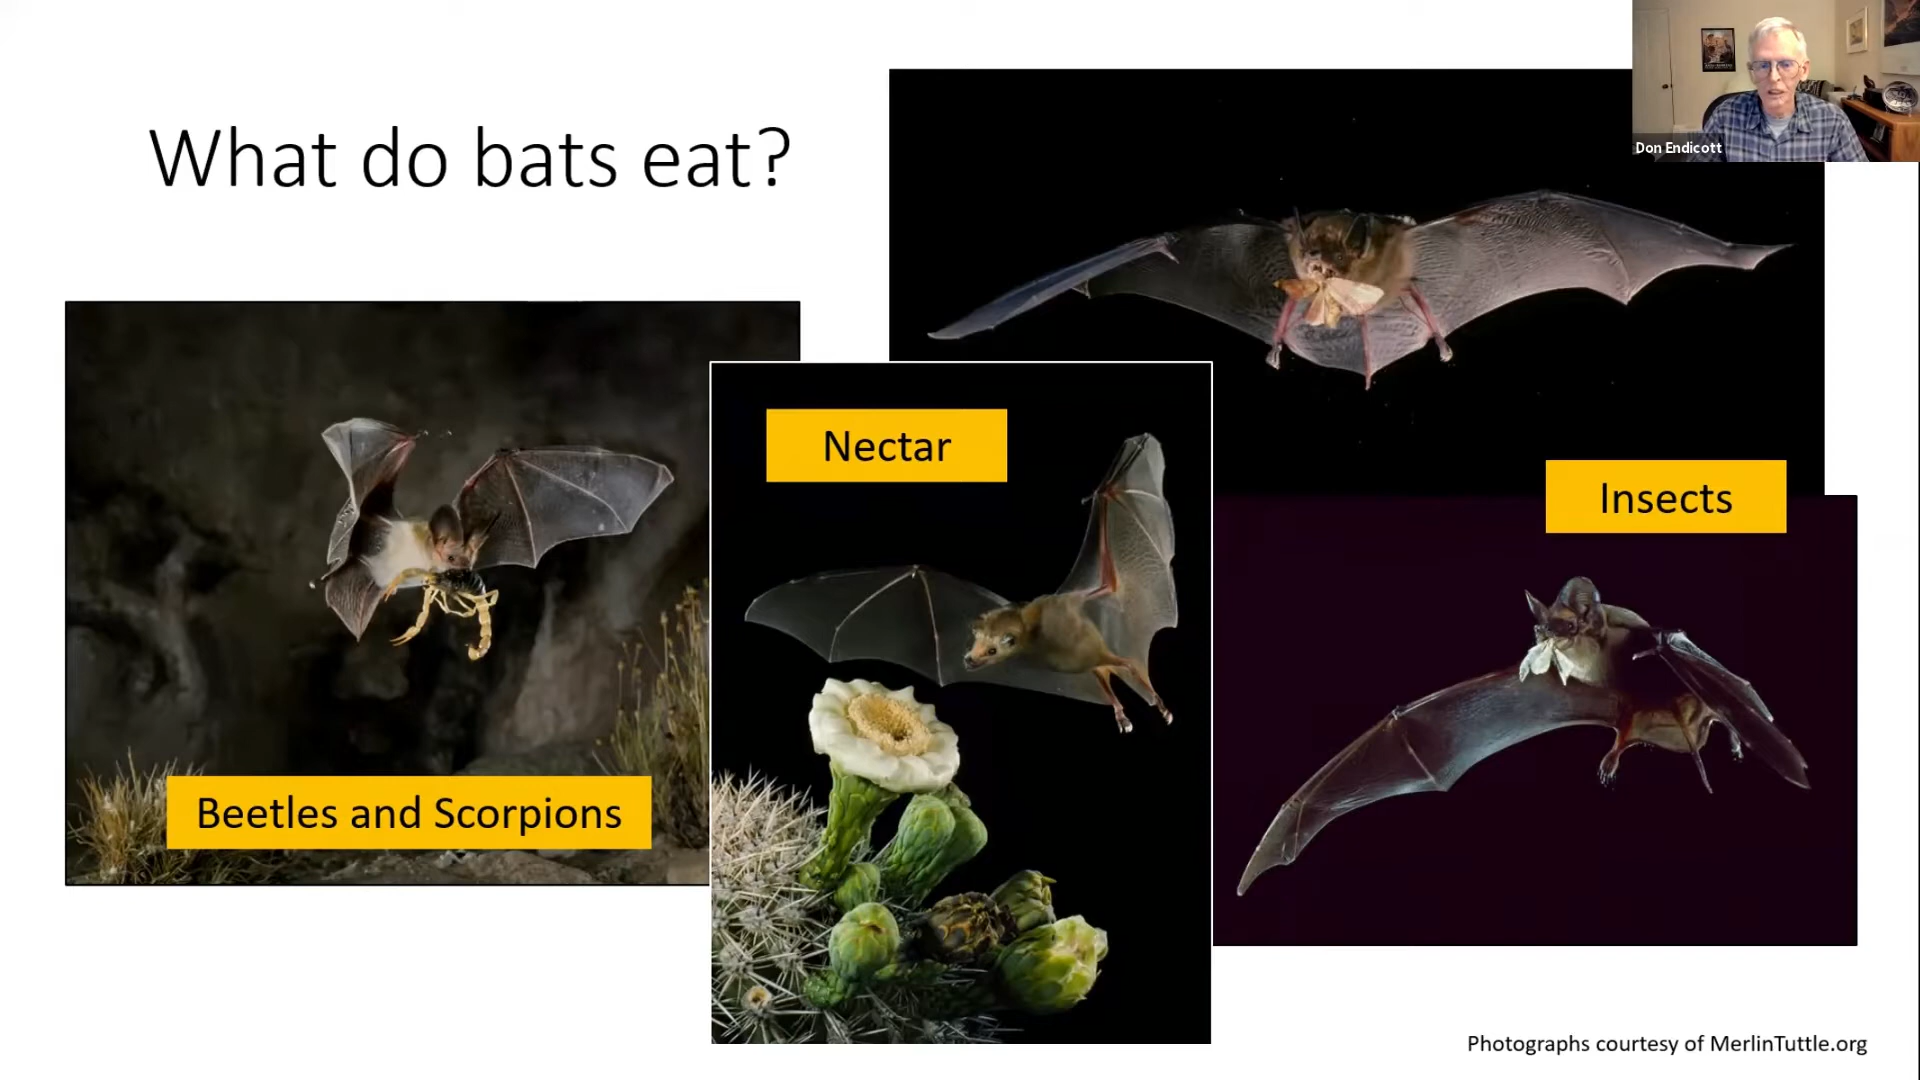 What do bats eat?
Don Endicott
Nectar
Insects
Beetles and Scorpions
Photographs courtesy of MerlinTuttle.org